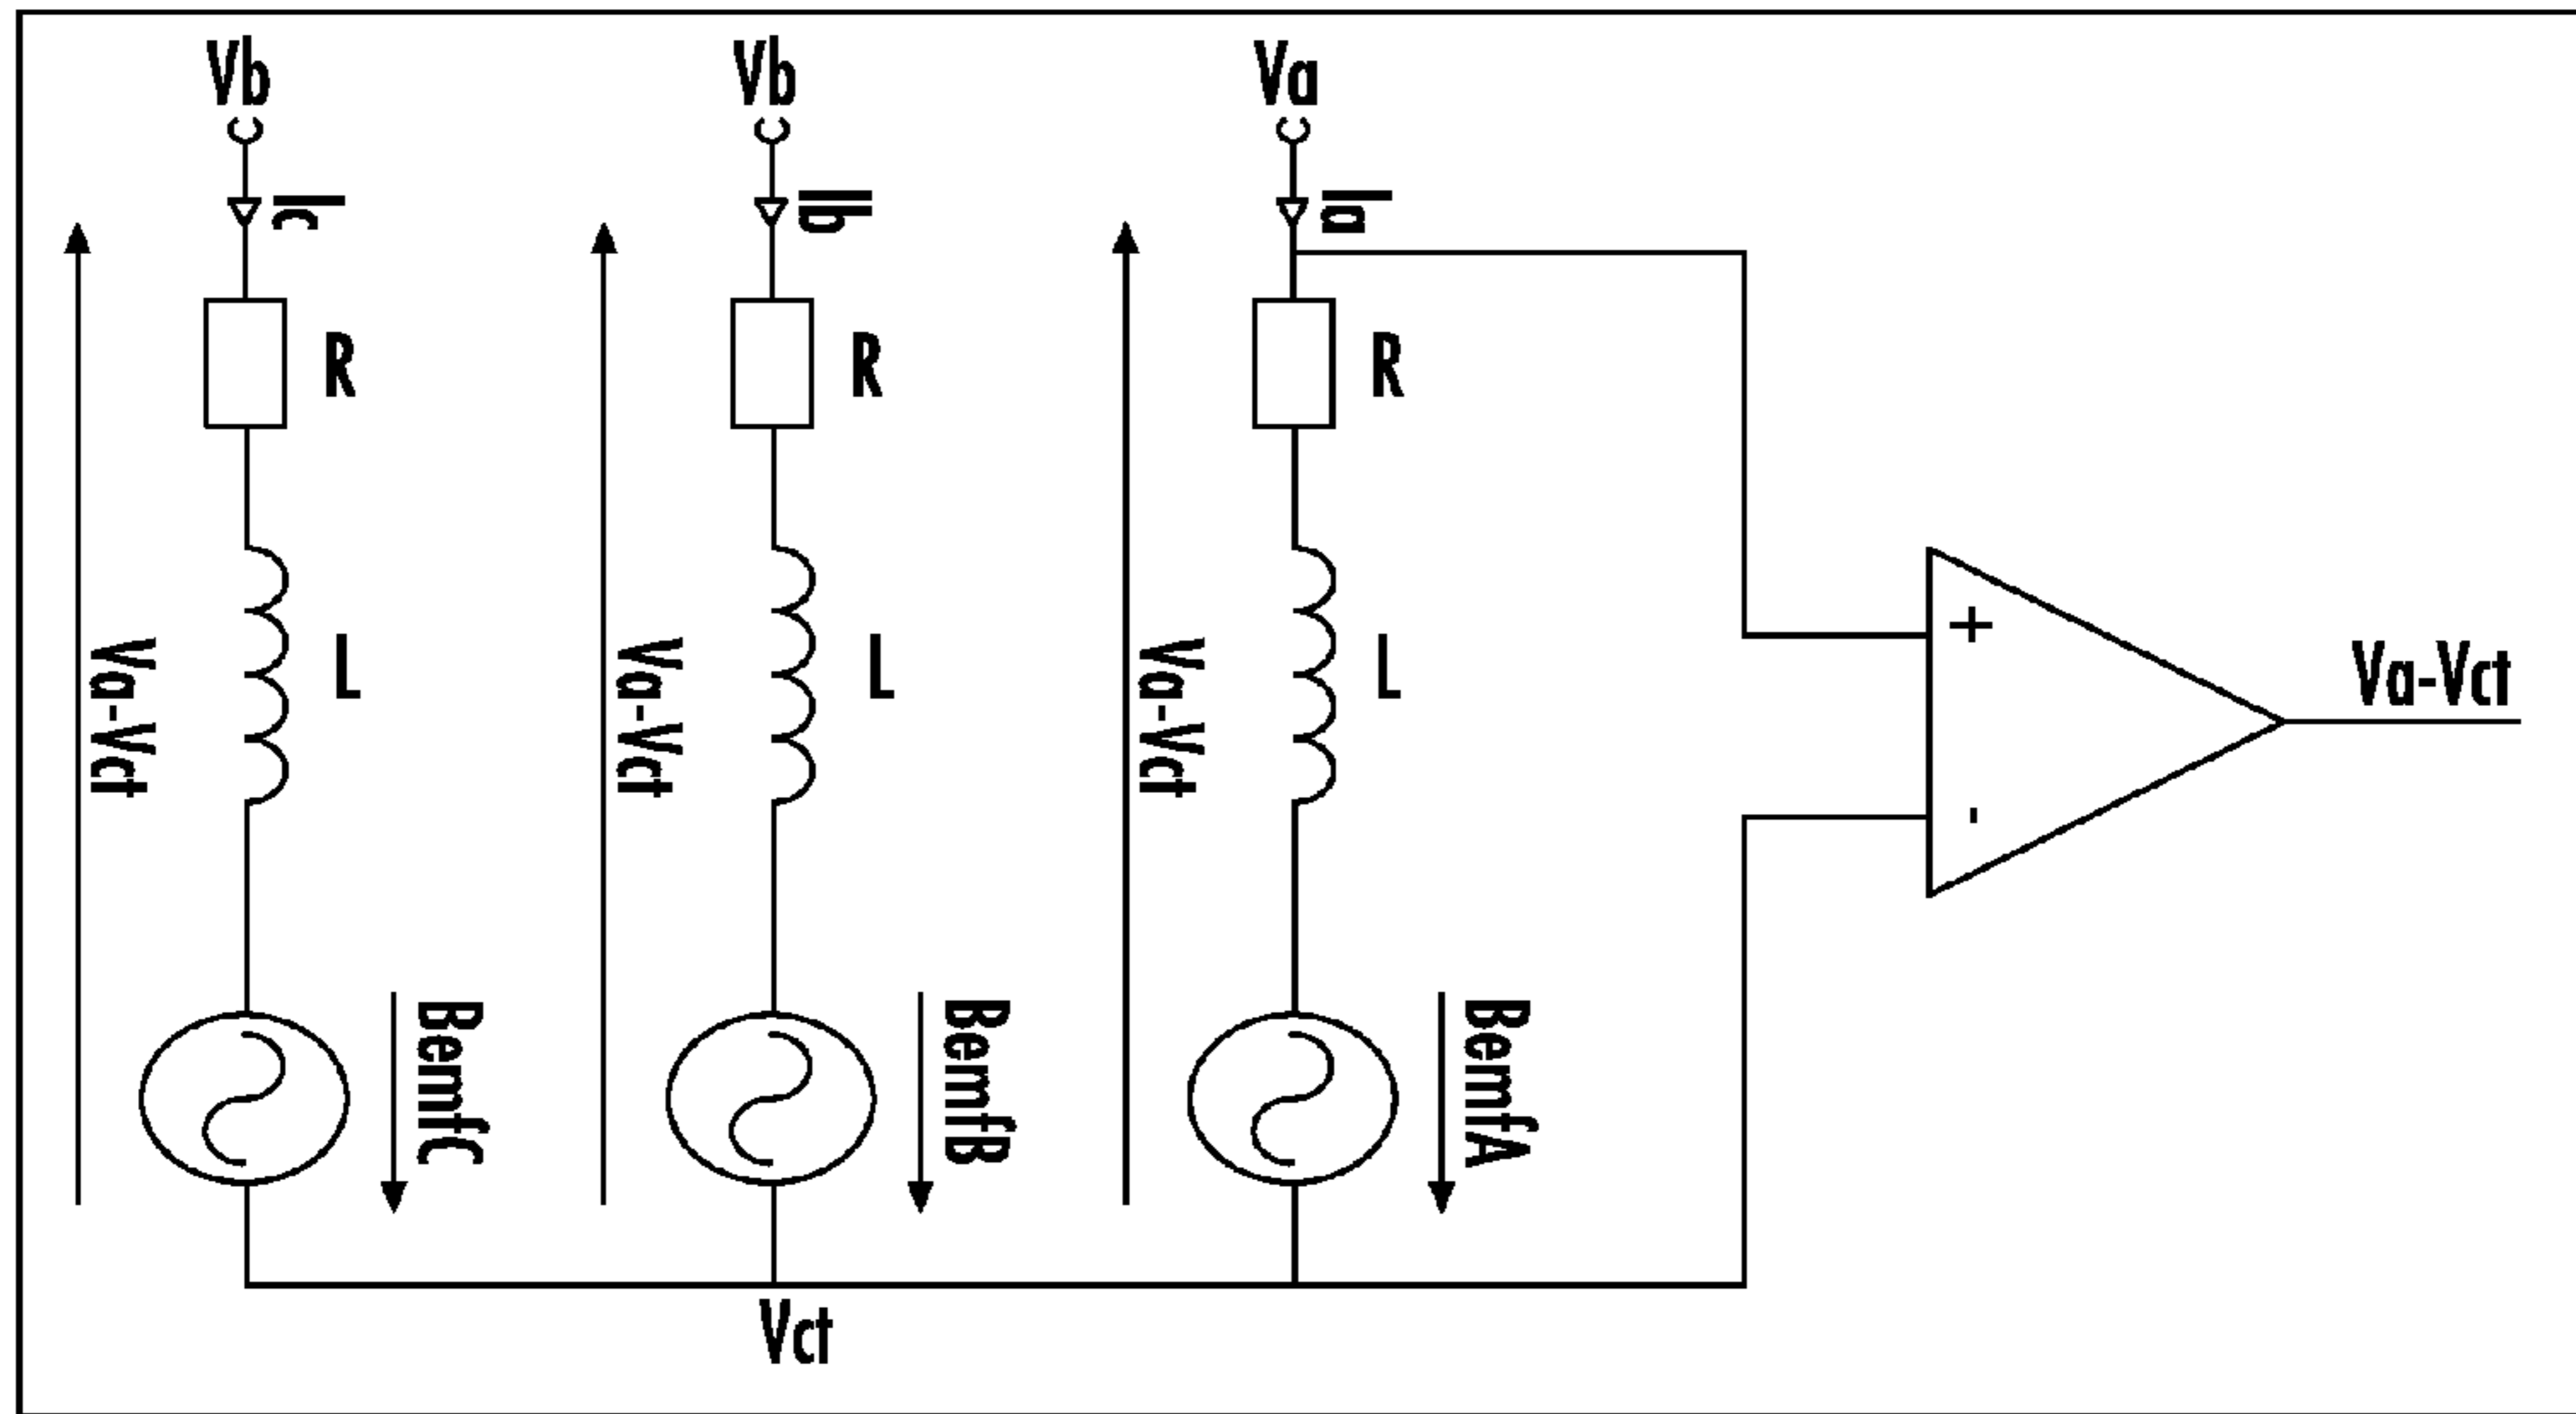 Vb
Vb
Va
Ic
Ib
Ia
R
R
R
L
L
L
Va-Vct
Va-Vct
Va-Vct
+
-
Va-Vct
BemfC
BemfB
BemfA
Vct